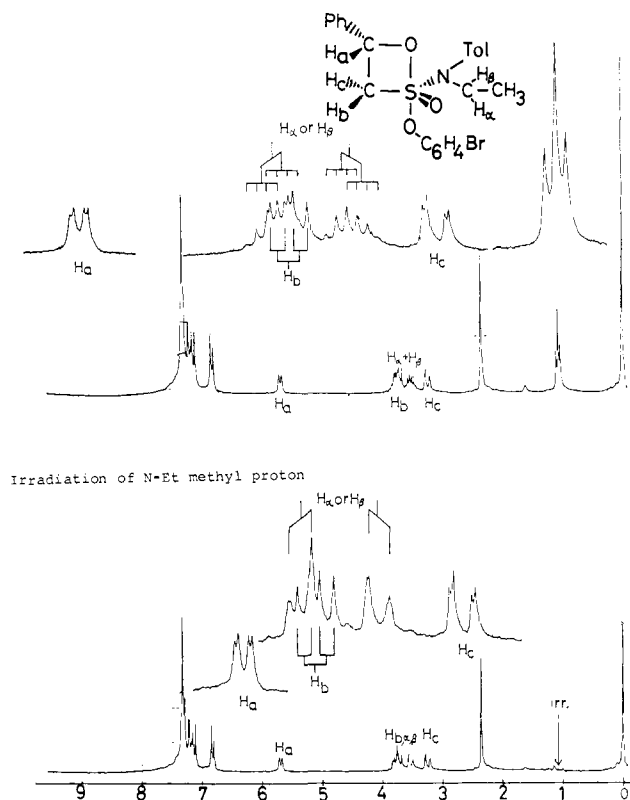 Ph
C
O
Tol
Ha
Hβ
Hc
N
C
CH3
C
S
O
Hα
Hb
O
C6H4Br
Hα or Hβ
Ha
Hb
Hc
Hα+Hβ
Ha
Hb
Hc
Irradiation of N-Et methyl proton
Hα or Hβ
Hb
Hc
Ha
irr.
Ha
Hb α β
Hc
9 8 7 6 5 4 3 2 1 0